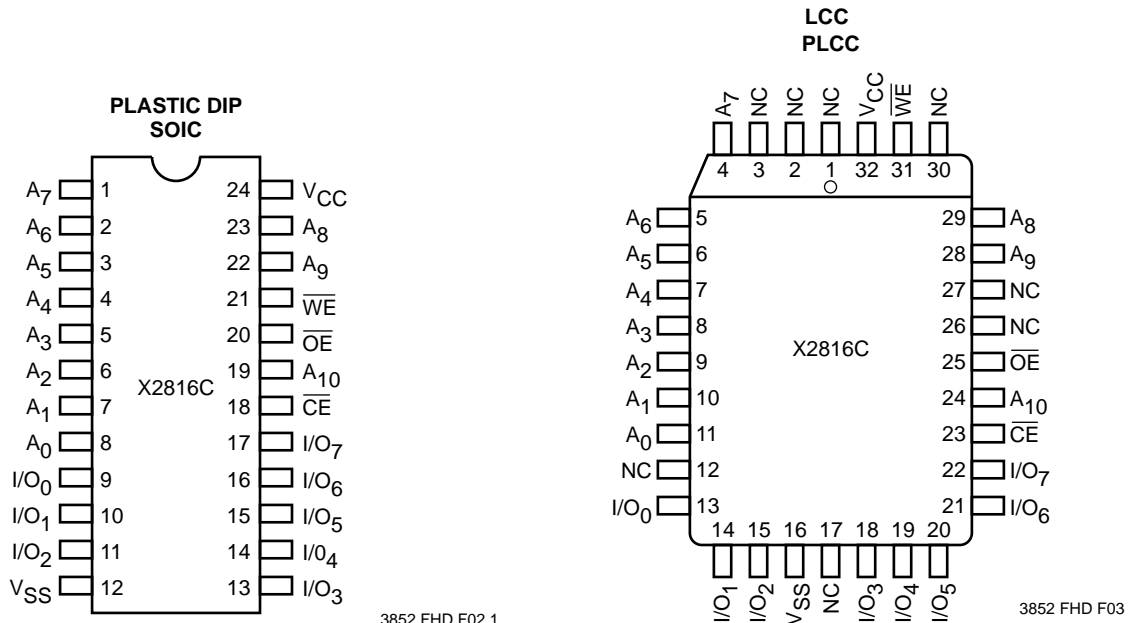 PLASTIC DIP
SOIC
A7 1 24 VCC
A6 2 23 A8
A5 3 22 A9
A4 4 21 WE
A3 5 20 OE
A2 6 19 A10
X2816C
A1 7 18 CE
A0 8 17 I/O7
I/O0 9 16 I/O6
I/O1 10 15 I/O5
I/O2 11 14 I/04
VSS 12 13 I/O3
3852 FHD F02.1
LCC
PLCC
A7 NC NC NC VCC WE NC
4 3 2 1 32 31 30
A6 5 29 A8
A5 6 28 A9
A4 7 27 NC
A3 8 26 NC
X2816C
A2 9 25 OE
A1 10 24 A10
A0 11 23 CE
NC 12 22 I/O7
I/O0 13 21 I/O6
14 15 16 17 18 19 20
I/O1 I/O2 VSS NC I/O3 I/O4 I/O5
3852 FHD F03